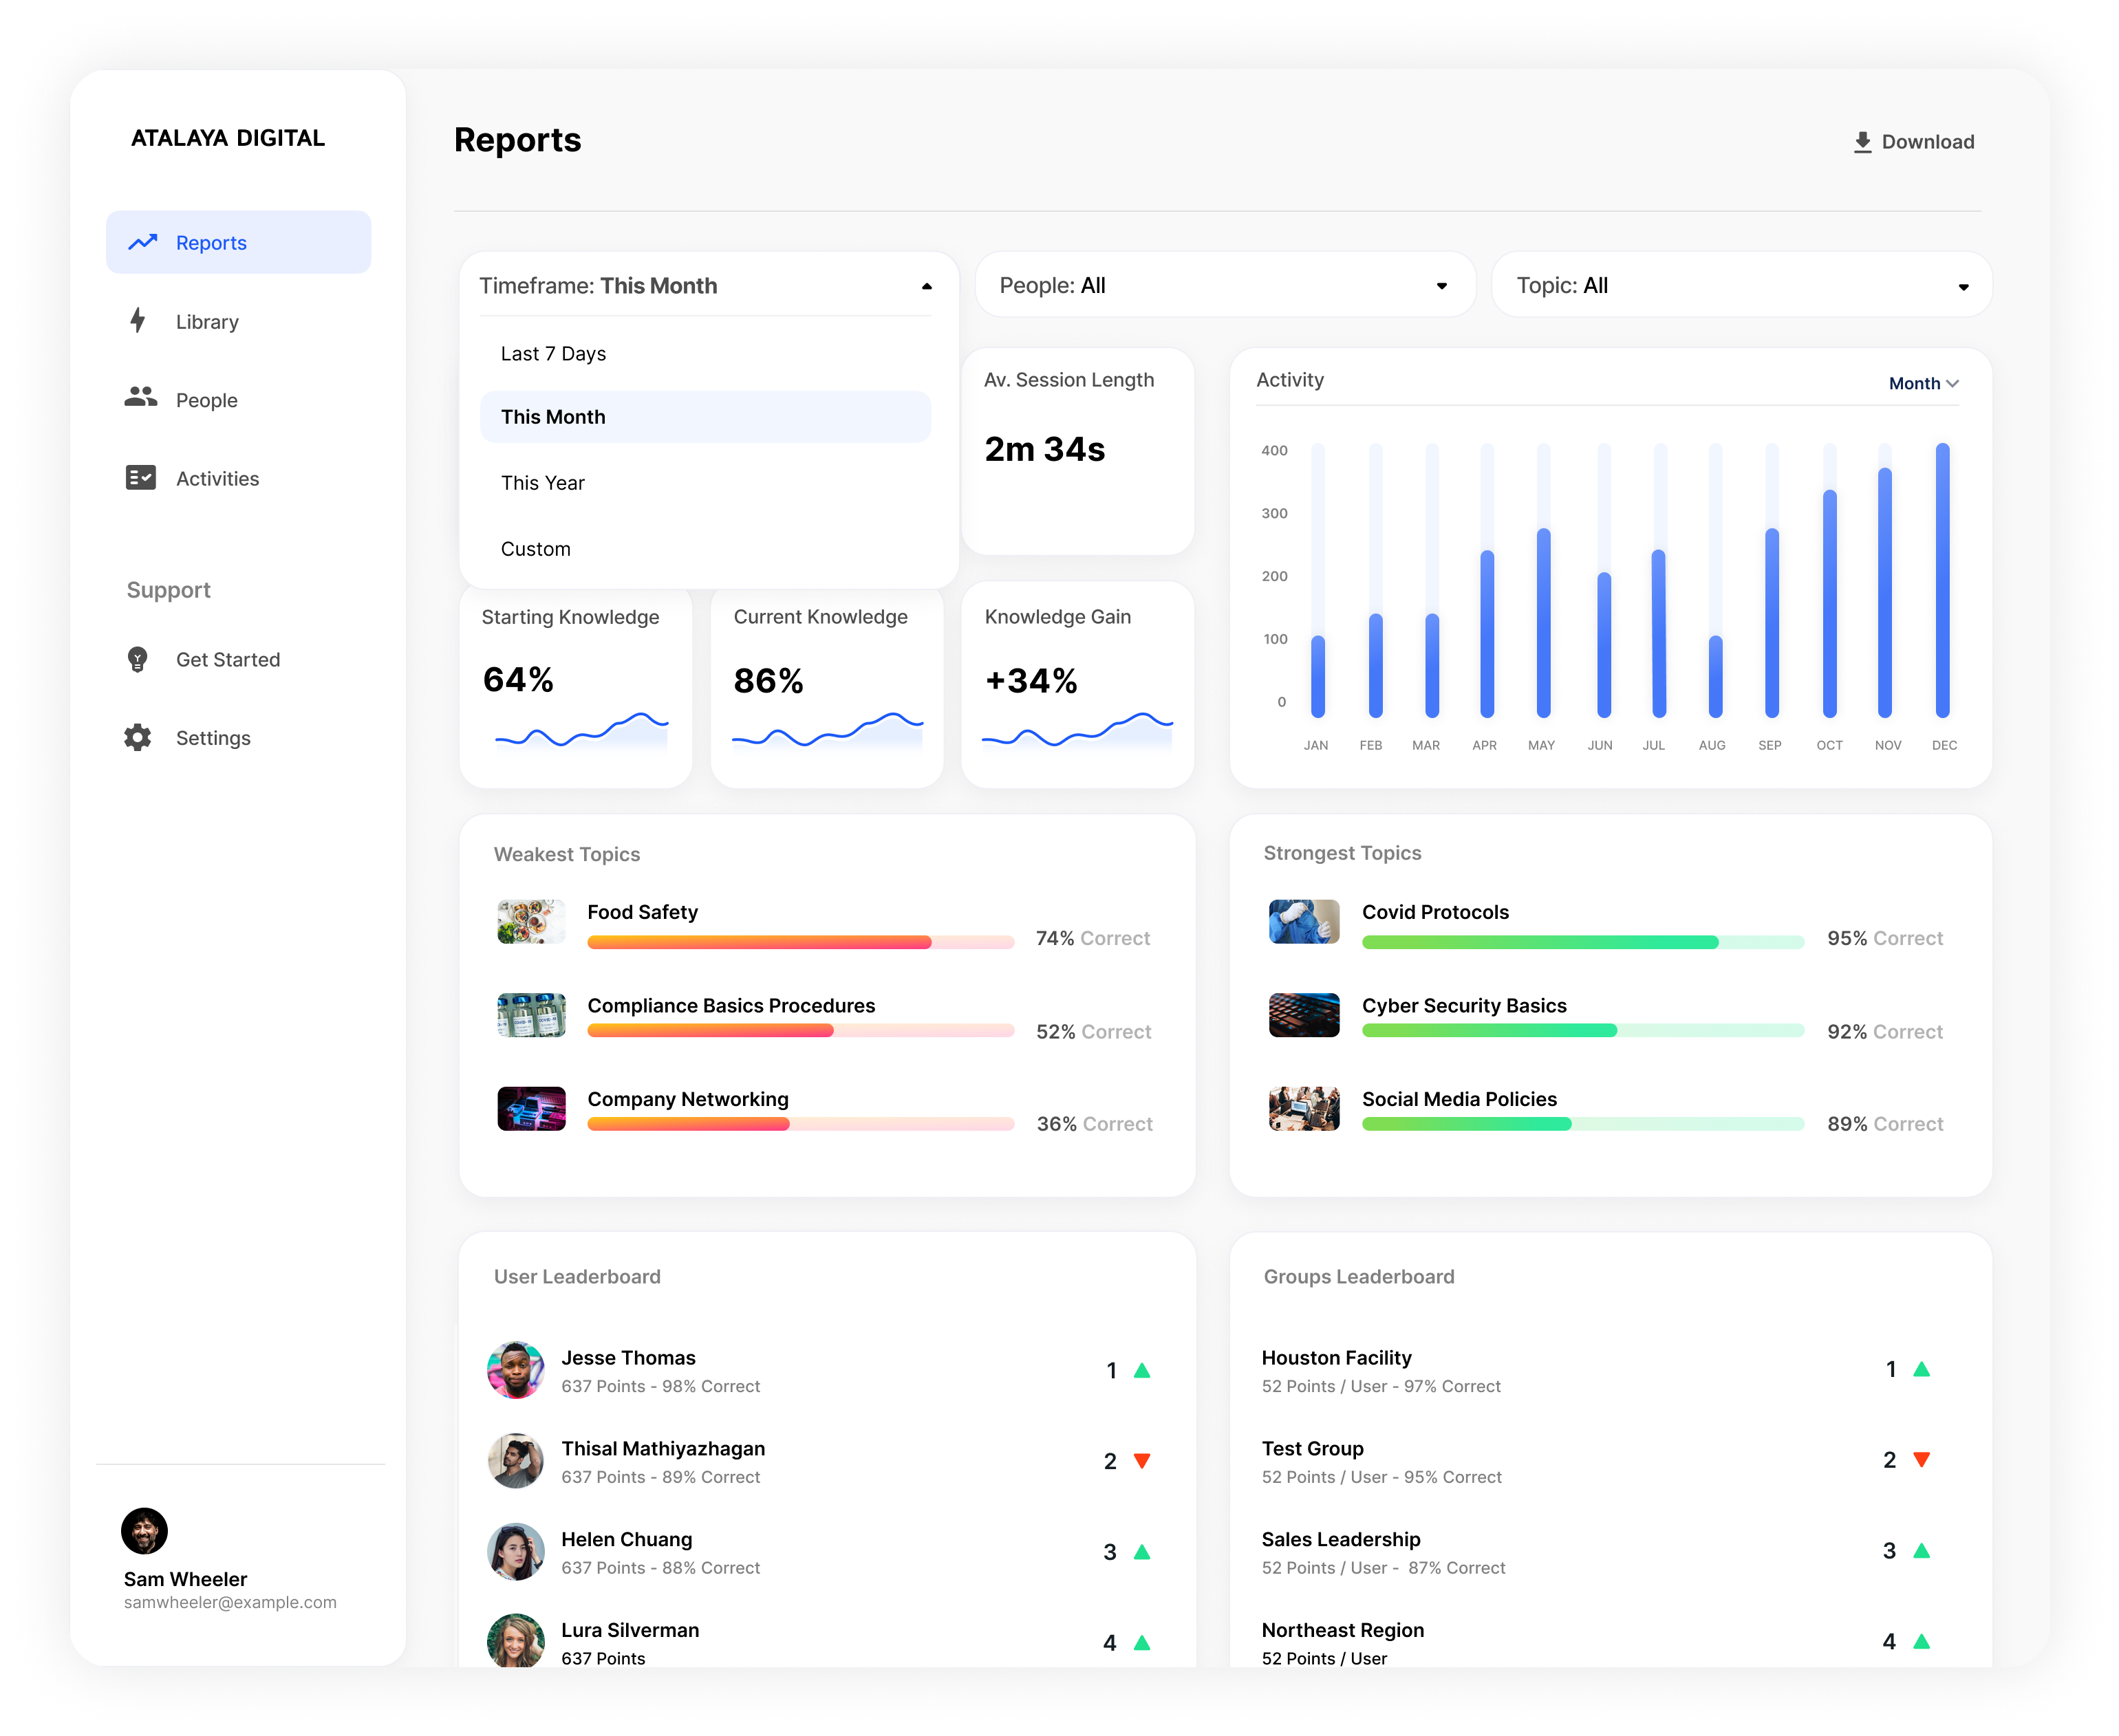 ATALAYA DIGITAL
Reports
Library
People
Activities
Support
Get Started
Settings
Sam Wheeler
samwheeler@example.com
Reports
Download
Timeframe: This Month
Last 7 Days
This Month
This Year
Custom
People: All
Topic: All
Av. Session Length
2m 34s
Starting Knowledge
64%
Current Knowledge
86%
Knowledge Gain
+34%
Activity
Month
400
300
200
100
0
JAN FEB MAR APR MAY JUN JUL AUG SEP OCT NOV DEC
Weakest Topics
Food Safety
74% Correct
Compliance Basics Procedures
52% Correct
Company Networking
36% Correct
Strongest Topics
Covid Protocols
95% Correct
Cyber Security Basics
92% Correct
Social Media Policies
89% Correct
User Leaderboard
Jesse Thomas
637 Points - 98% Correct
1
Thisal Mathiyazhagan
637 Points - 89% Correct
2
Helen Chuang
637 Points - 88% Correct
3
Lura Silverman
637 Points
4
Groups Leaderboard
Houston Facility
52 Points / User - 97% Correct
1
Test Group
52 Points / User - 95% Correct
2
Sales Leadership
52 Points / User - 87% Correct
3
Northeast Region
52 Points / User
4